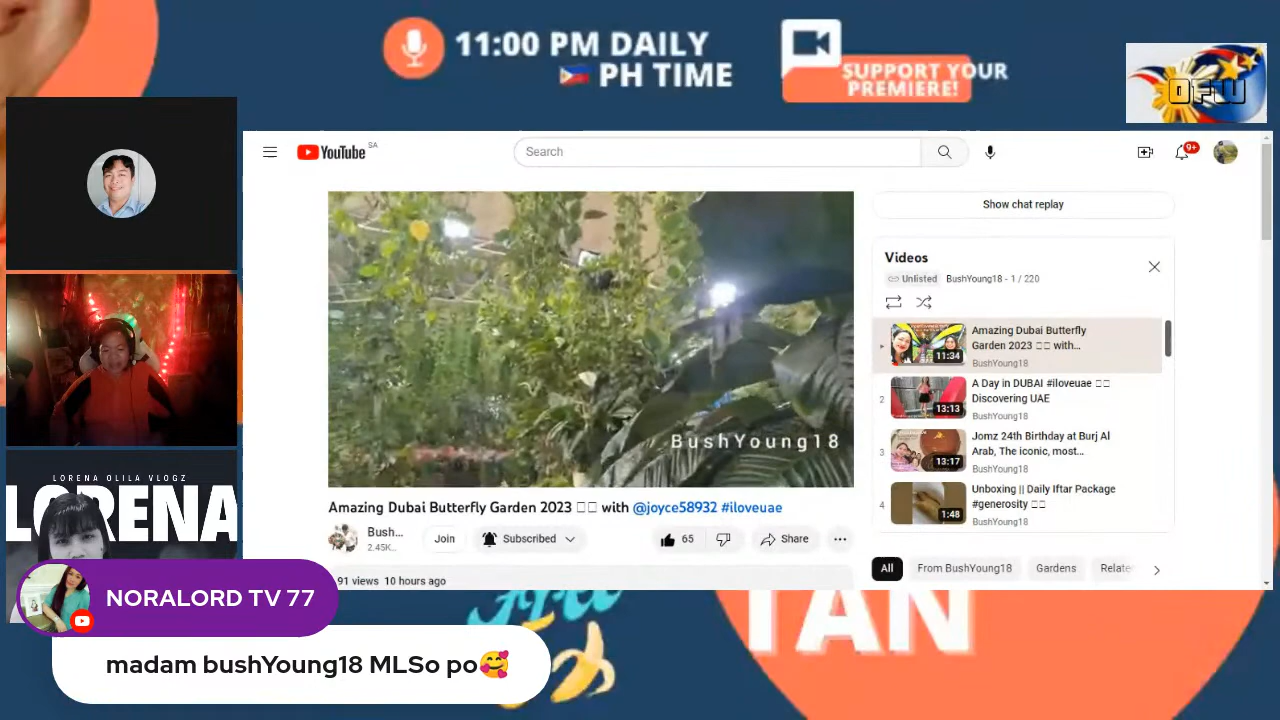 11:00 PM DAILY
PH TIME
SUPPORT YOUR
PREMIERE!
OFW
YouTube SA
Search
9+
Show chat replay
Videos
Unlisted BushYoung18 - 1 / 220
Amazing Dubai Butterfly
Garden 2023 with...
BushYoung18
11:34
2
A Day in DUBAI #iloveuae
Discovering UAE
BushYoung18
13:13
3
Jomz 24th Birthday at Burj Al
Arab, The iconic, most...
BushYoung18
13:17
4
Unboxing || Daily Iftar Package
#generosity
BushYoung18
1:48
BushYoung18
Amazing Dubai Butterfly Garden 2023 with @joyce58932 #iloveuae
Bush...
2.45K...
Join
Subscribed
65
Share
All
From BushYoung18
Gardens
Relate
91 views 10 hours ago
LORENA OLILA VLOGZ
LORENA
NORALORD TV 77
madam bushYoung18 MLSo po🥰
TAN